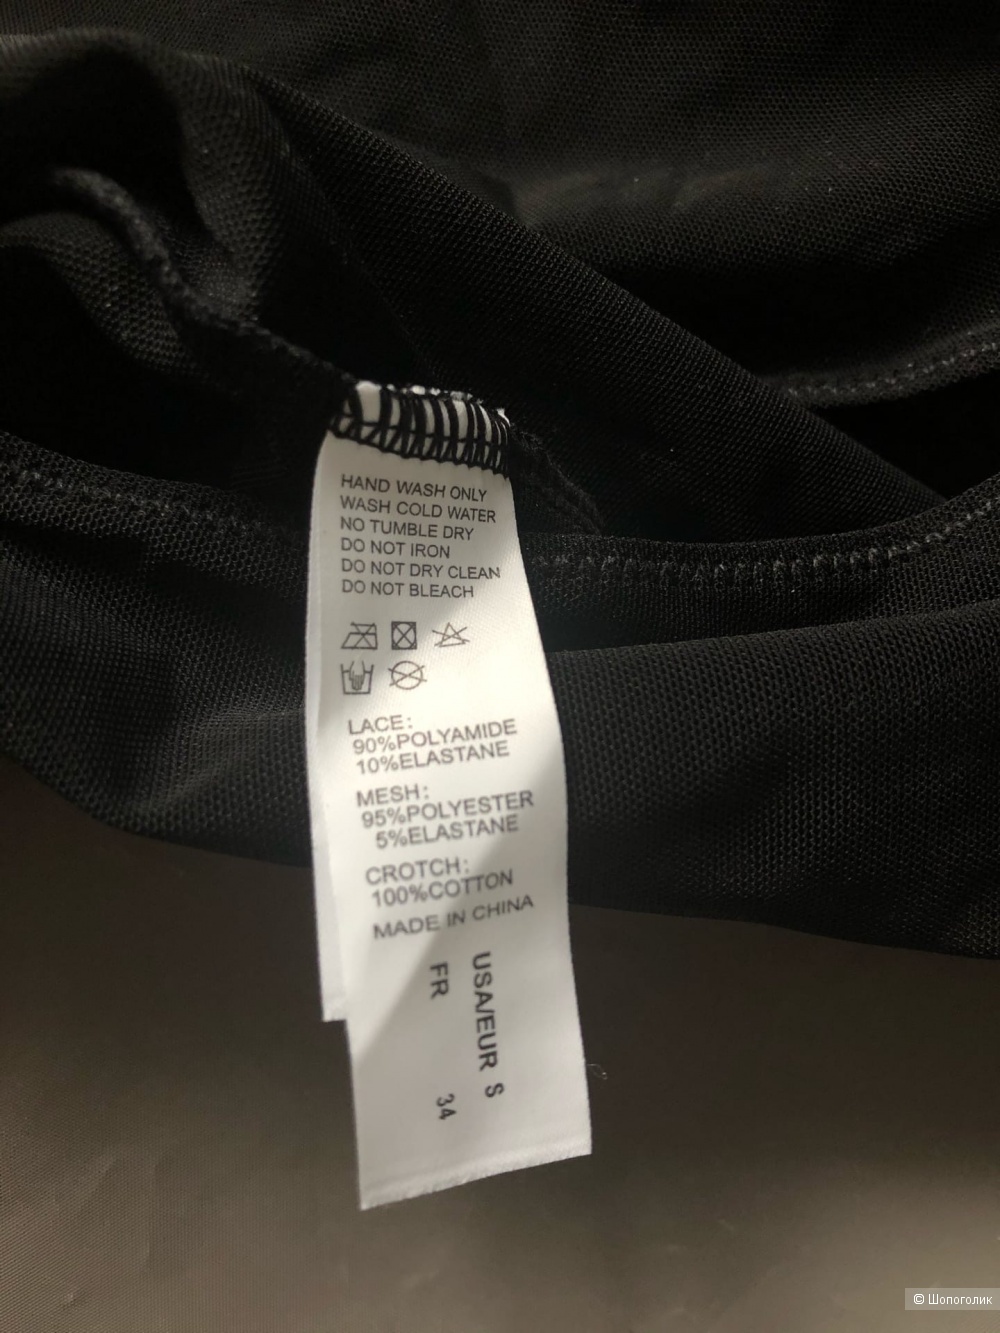 HAND WASH ONLY
WASH COLD WATER
NO TUMBLE DRY
DO NOT IRON
DO NOT DRY CLEAN
DO NOT BLEACH
LACE:
90%POLYAMIDE
10%ELASTANE
MESH:
95%POLYESTER
5%ELASTANE
CROTCH:
100%COTTON
MADE IN CHINA
USA/EUR S
FR 34
© Шопоголик